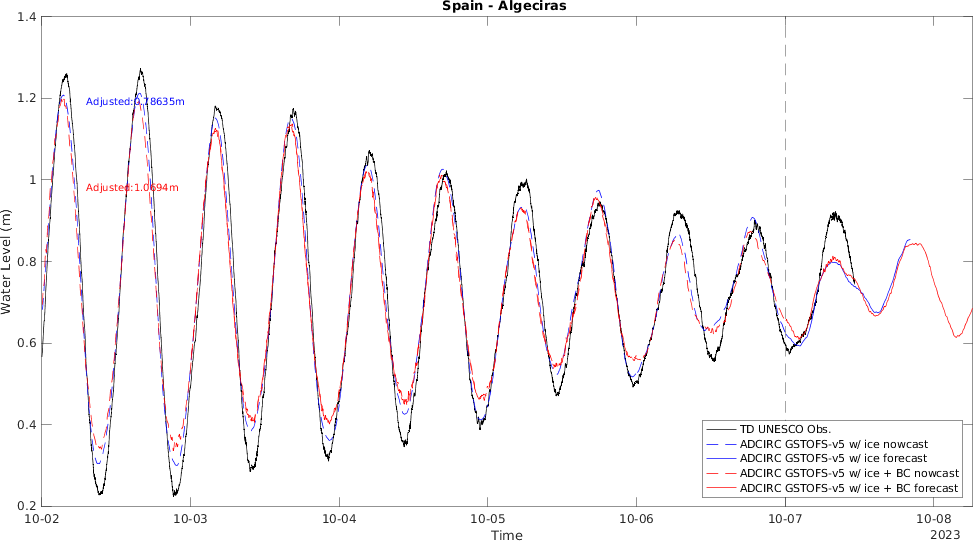 Spain - Algeciras
1.4
1.2
1
0.8
0.6
0.4
0.2
Water Level (m)
Adjusted:0.18635m
Adjusted:1.0694m
TD UNESCO Obs.
ADCIRC GSTOFS-v5 w/ ice nowcast
ADCIRC GSTOFS-v5 w/ ice forecast
ADCIRC GSTOFS-v5 w/ ice + BC nowcast
ADCIRC GSTOFS-v5 w/ ice + BC forecast
10-02 10-03 10-04 10-05 10-06 10-07 10-08
Time
2023